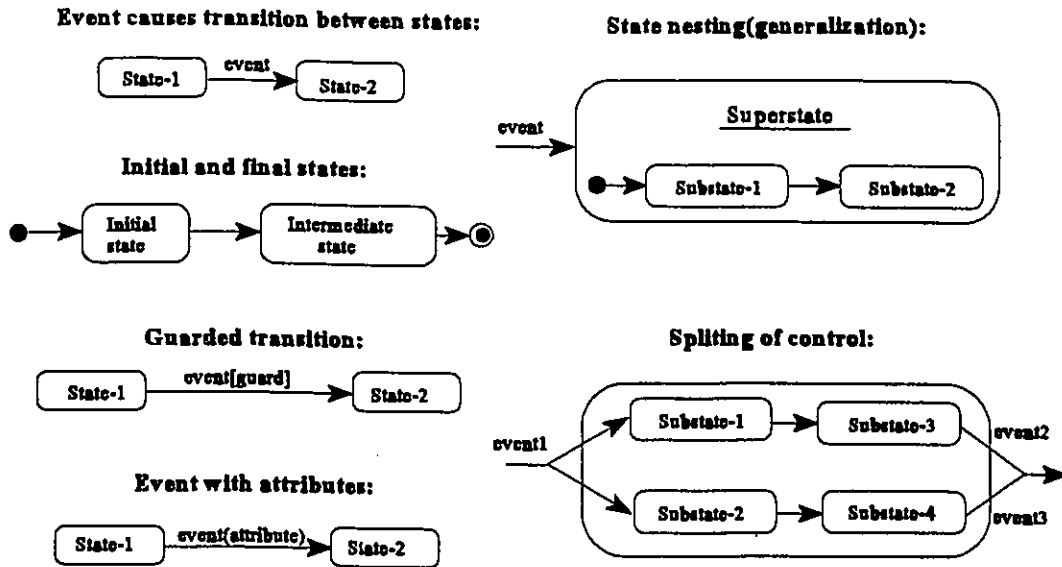 Event causes transition between states:
State-1
event
State-2
Initial and final states:
Initial
state
Intermediate
state
Guarded transition:
State-1
event[guard]
State-2
Event with attributes:
State-1
event(attribute)
State-2
State nesting(generalization):
event
Superstate
Substate-1
Substate-2
Spliting of control:
event1
Substate-1
Substate-3
event2
Substate-2
Substate-4
event3